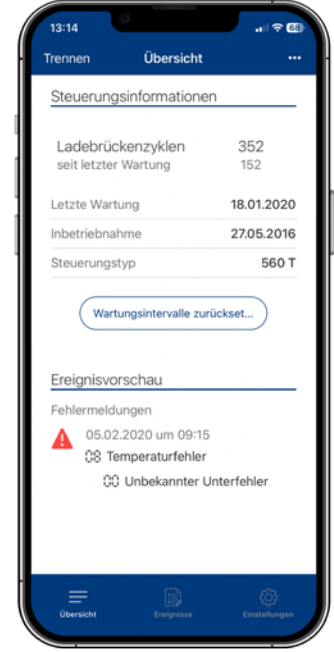 13:14
63
Trennen Übersicht ...
Steuerungsinformationen
Ladebrückenzyklen 352
seit letzter Wartung 152
Letzte Wartung 18.01.2020
Inbetriebnahme 27.05.2016
Steuerungstyp 560 T
Wartungsintervalle zurückset...
Ereignisvorschau
Fehlermeldungen
05.02.2020 um 09:15
08 Temperaturfehler
00 Unbekannter Unterfehler
Übersicht Ereignisse Einstellungen